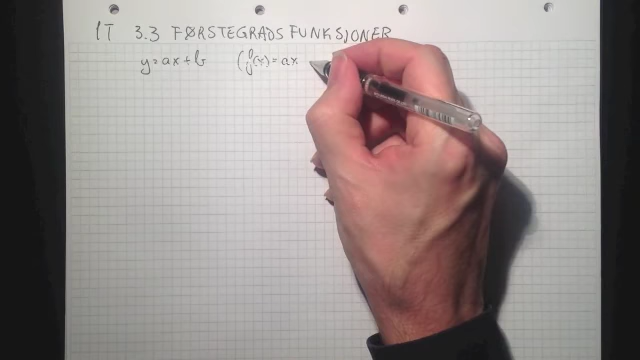 1T 3.3 FØRSTEGRADSFUNKSJONER
y=ax+b (f(x)=ax